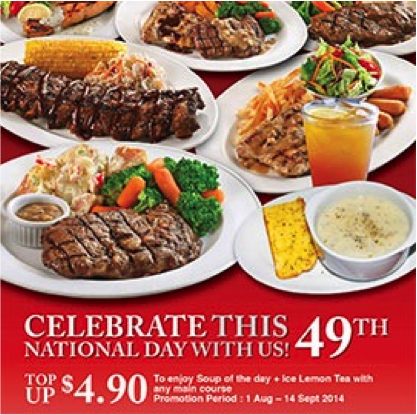 CELEBRATE THIS 49TH
NATIONAL DAY WITH US!
TOP UP $4.90 To enjoy Soup of the day + Ice Lemon Tea with
any main course
Promotion Period : 1 Aug – 14 Sept 2014